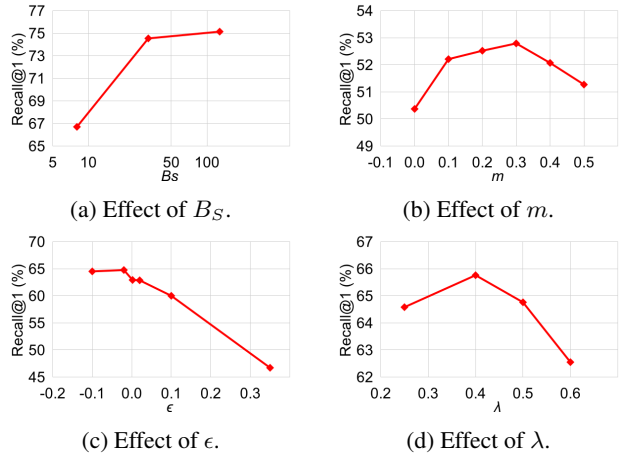 Recall@1 (%)
77
75
73
71
69
67
65
5 10 50 100
Bs
(a) Effect of B_S.
Recall@1 (%)
54
53
52
51
50
49
-0.1 0.0 0.1 0.2 0.3 0.4 0.5
m
(b) Effect of m.
Recall@1 (%)
70
65
60
55
50
45
-0.2 -0.1 0.0 0.1 0.2 0.3
ϵ
(c) Effect of ϵ.
Recall@1 (%)
67
66
65
64
63
62
0.2 0.3 0.4 0.5 0.6
λ
(d) Effect of λ.